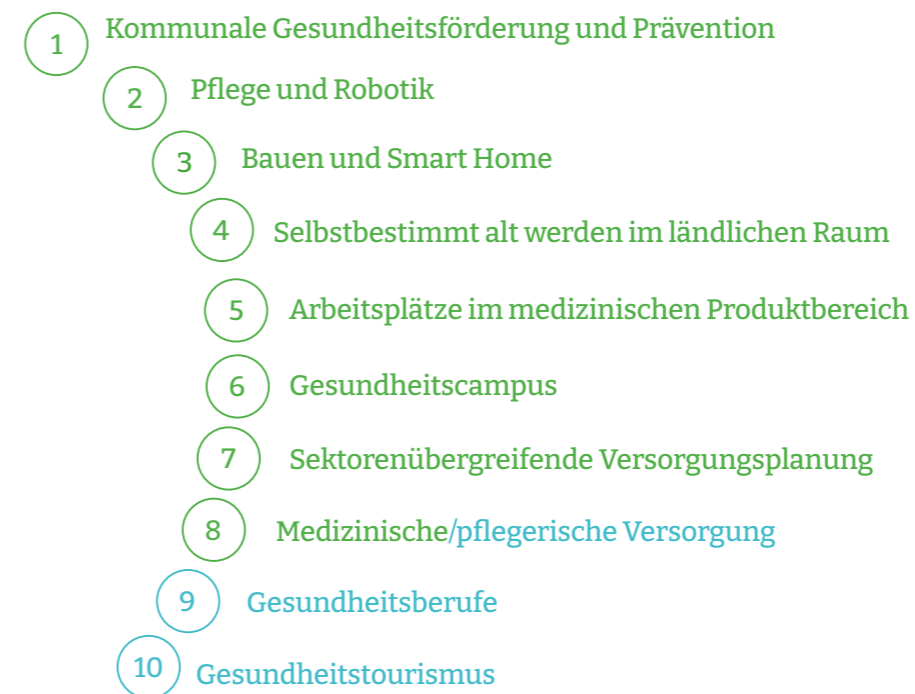 1 Kommunale Gesundheitsförderung und Prävention
2 Pflege und Robotik
3 Bauen und Smart Home
4 Selbstbestimmt alt werden im ländlichen Raum
5 Arbeitsplätze im medizinischen Produktbereich
6 Gesundheitscampus
7 Sektorenübergreifende Versorgungsplanung
8 Medizinische/pflegerische Versorgung
9 Gesundheitsberufe
10 Gesundheitstourismus